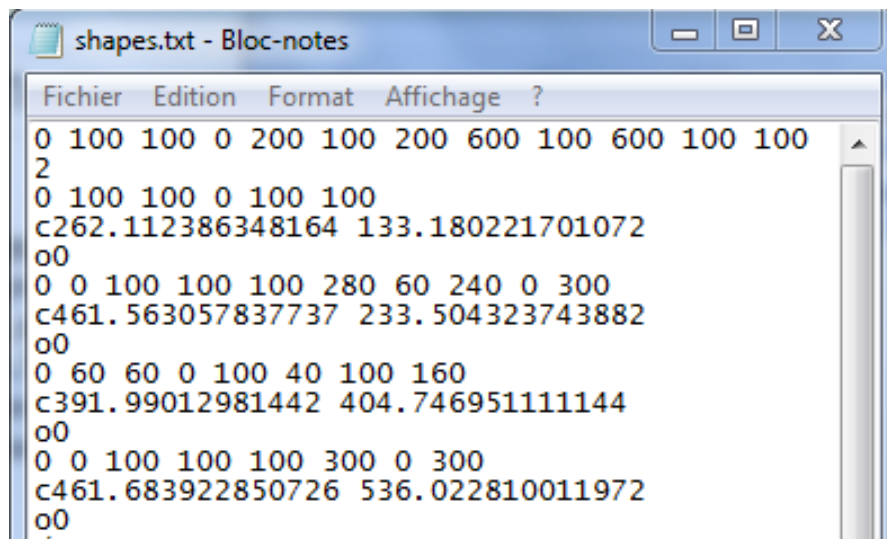 shapes.txt - Bloc-notes
Fichier Edition Format Affichage ?
0 100 100 0 200 100 200 600 100 600 100 100
2
0 100 100 0 100 100
c262.112386348164 133.180221701072
o0
0 0 100 100 100 280 60 240 0 300
c461.563057837737 233.504323743882
o0
0 60 60 0 100 40 100 160
c391.99012981442 404.746951111144
o0
0 0 100 100 100 300 0 300
c461.683922850726 536.022810011972
o0